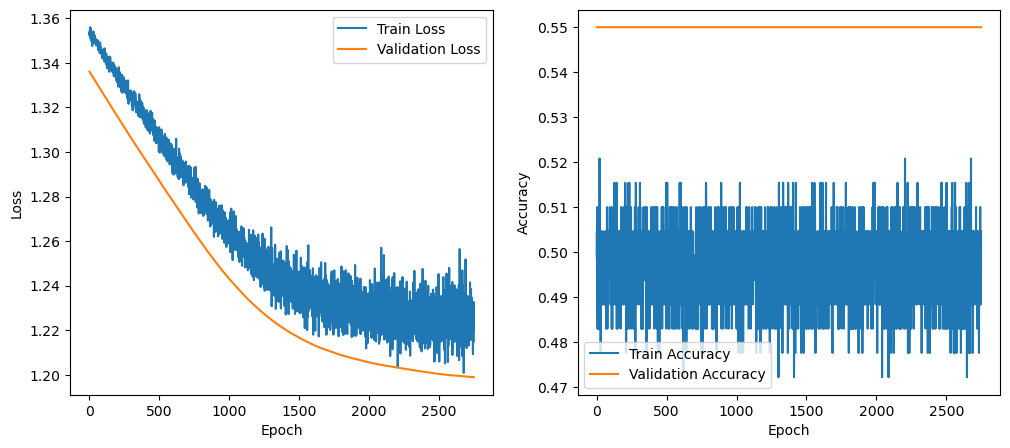 1.36
1.34
1.32
1.30
1.28
1.26
1.24
1.22
1.20
Loss
Train Loss
Validation Loss
0 500 1000 1500 2000 2500
Epoch
0.55
0.54
0.53
0.52
0.51
0.50
0.49
0.48
0.47
Accuracy
Train Accuracy
Validation Accuracy
0 500 1000 1500 2000 2500
Epoch